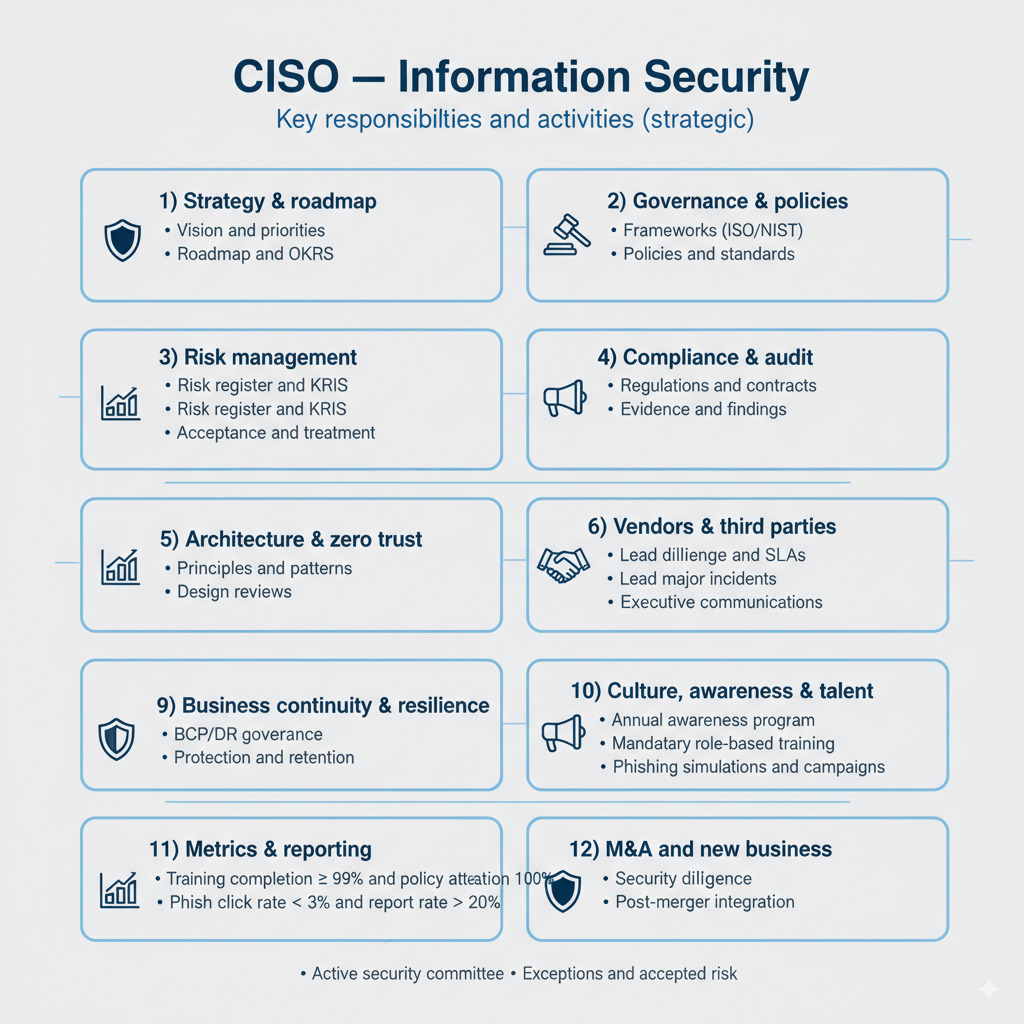 CISO — Information Security
Key responsibilties and activities (strategic)
1) Strategy & roadmap
• Vision and priorities
• Roadmap and OKRS
2) Governance & policies
• Frameworks (ISO/NIST)
• Policies and standards
3) Risk management
• Risk register and KRIS
• Risk register and KRIS
• Acceptance and treatment
4) Compliance & audit
• Regulations and contracts
• Evidence and findings
5) Architecture & zero trust
• Principles and patterns
• Design reviews
6) Vendors & third parties
• Lead dillienge and SLAs
• Lead major incidents
• Executive communications
9) Business continuity & resilience
• BCP/DR goverance
• Protection and retention
10) Culture, awareness & talent
• Annual awareness program
• Mandatary role-based training
• Phishing simulations and campaigns
11) Metrics & reporting
• Training completion ≥ 99% and policy 100%
• Phish click rate < 3% and report rate > 20%
12) M&A and new business
• Security diligence
• Post-merger integration
• Active security committee • Exceptions and accepted risk